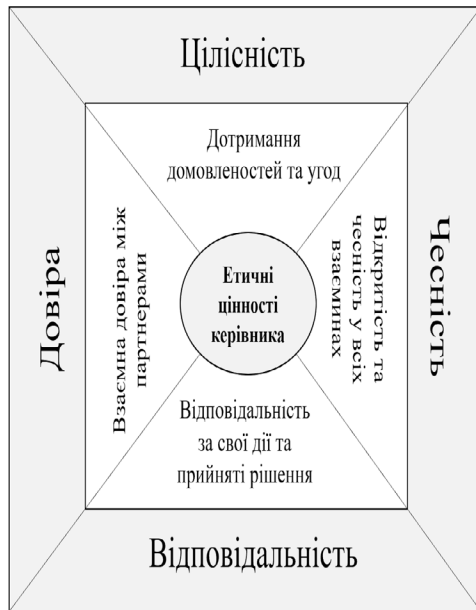 Цілісність
Дотримання
домовленостей та угод
Довіра
Взаємна довіра між
партнерами
Етичні
цінності
керівника
Відкритість та
чесність у всіх
взаєминах
Чесність
Відповідальність
за свої дії та
прийняті рішення
Відповідальність